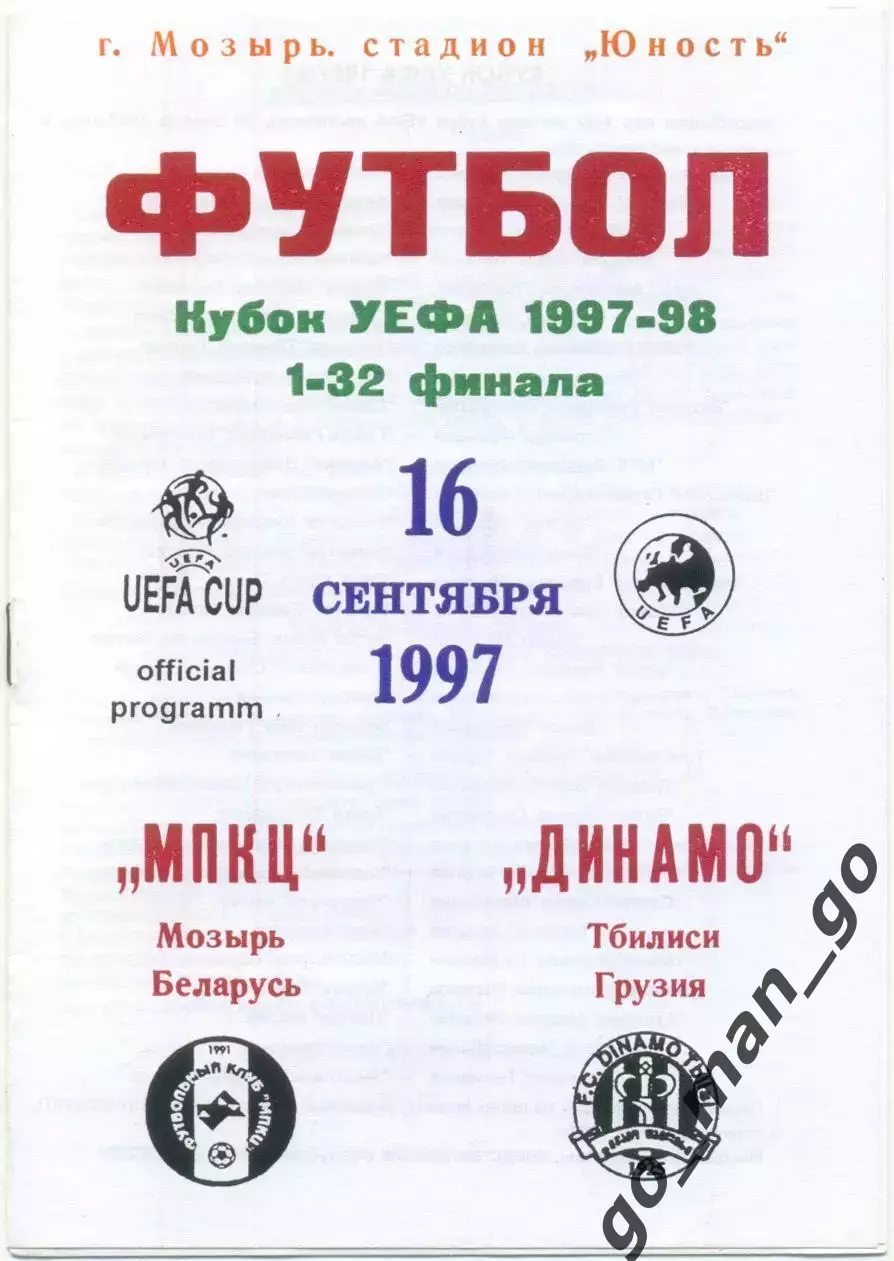 г. Мозырь. стадион „Юность“
ФУТБОЛ
Кубок УЕФА 1997-98
1-32 финала
16
СЕНТЯБРЯ
1997
UEFA
UEFA CUP
official
programm
UEFA
„МПКЦ“
Мозырь
Беларусь
„ДИНАМО“
Тбилиси
Грузия
1991
ФУТБОЛЬНЫЙ КЛУБ "МПКЦ"
F.C. DINAMO
1925
go_man_go